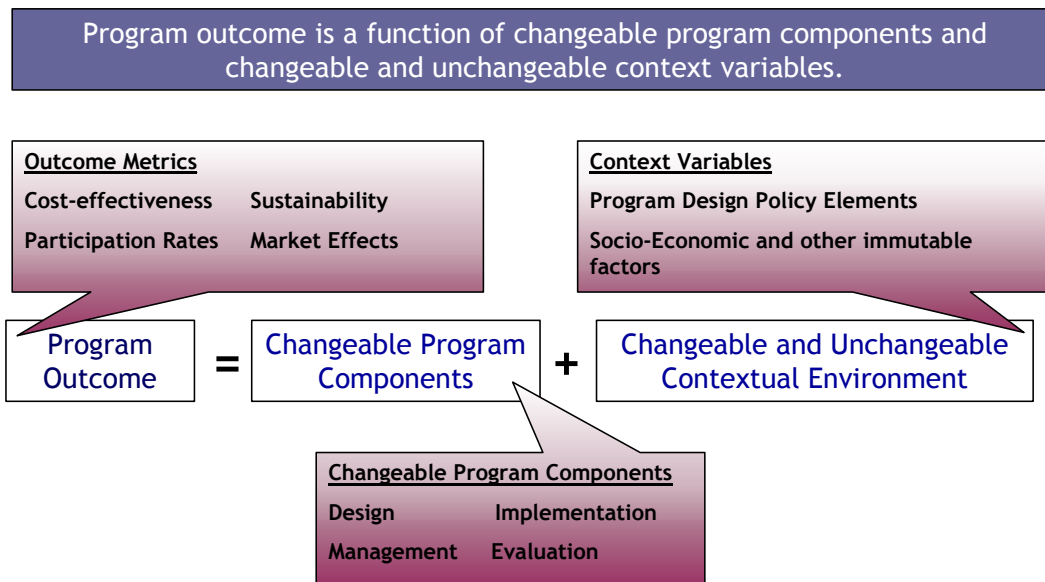 Program outcome is a function of changeable program components and
changeable and unchangeable context variables.
Outcome Metrics
Cost-effectiveness Sustainability
Participation Rates Market Effects
Context Variables
Program Design Policy Elements
Socio-Economic and other immutable
factors
Program
Outcome
=
Changeable Program
Components
+
Changeable and Unchangeable
Contextual Environment
Changeable Program Components
Design Implementation
Management Evaluation